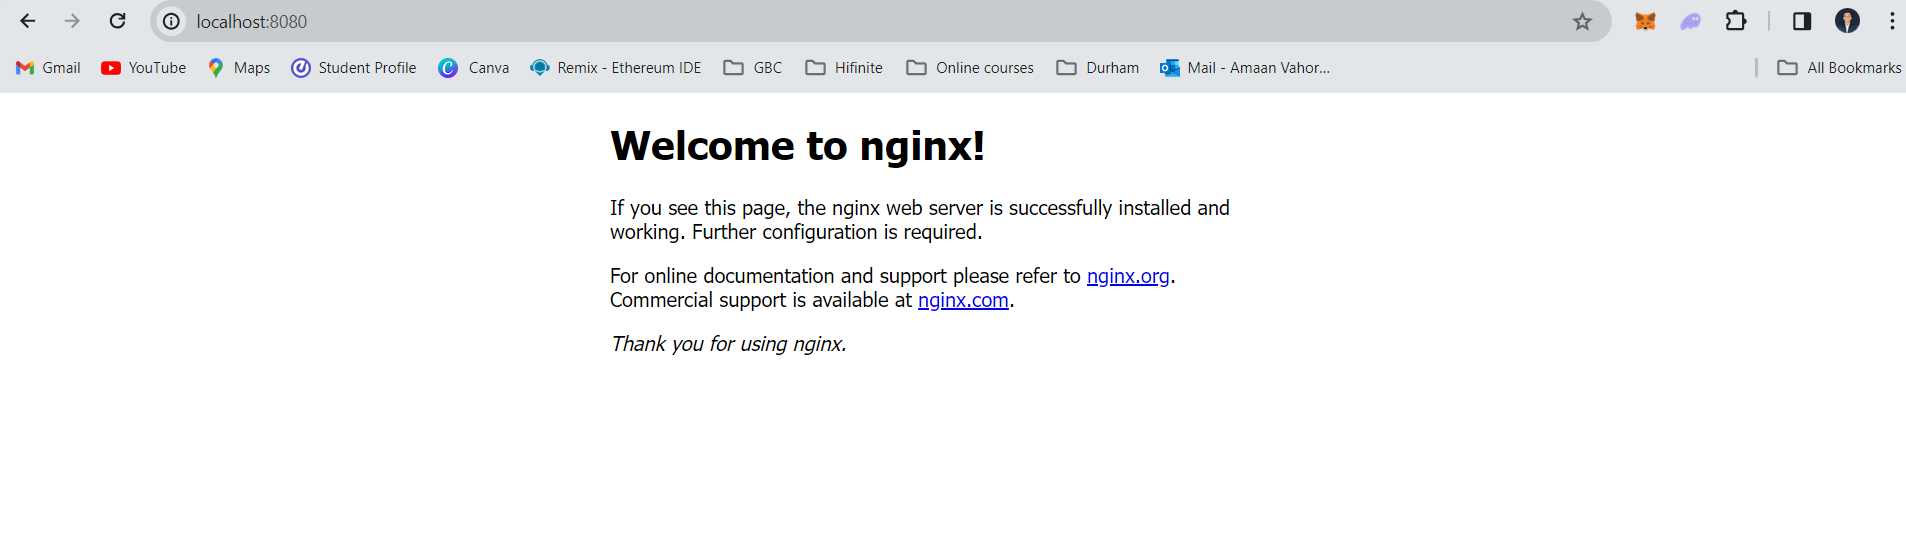 localhost:8080
Gmail YouTube Maps Student Profile Canva Remix - Ethereum IDE GBC Hifinite Online courses Durham Mail - Amaan Vahor... All Bookmarks
Welcome to nginx!
If you see this page, the nginx web server is successfully installed and
working. Further configuration is required.
For online documentation and support please refer to nginx.org.
Commercial support is available at nginx.com.
Thank you for using nginx.